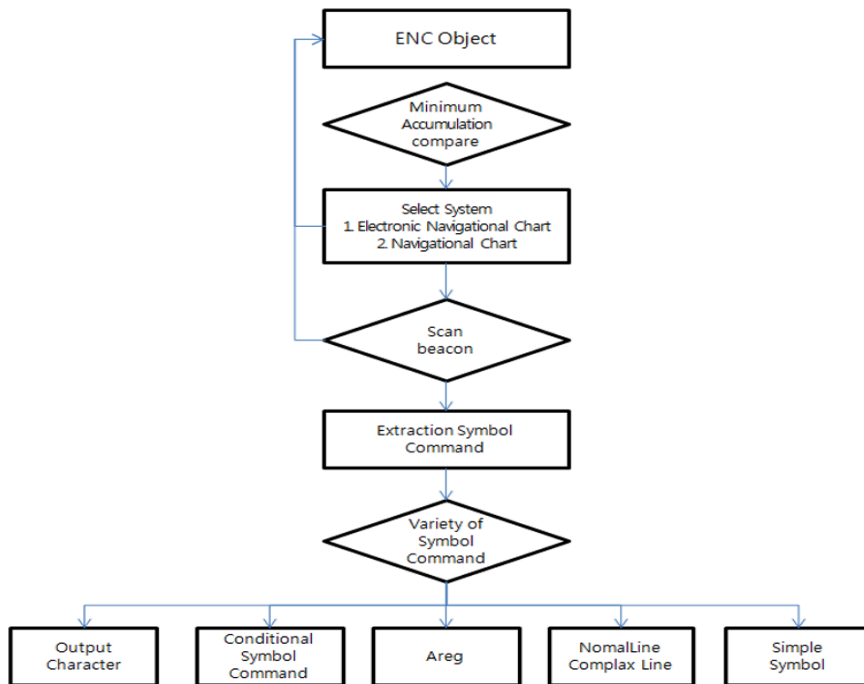 ENC Object
Minimum
Accumulation
compare
Select System
1. Electronic Navigational Chart
2. Navigational Chart
Scan
beacon
Extraction Symbol
Command
Variety of
Symbol
Command
Output
Character
Conditional
Symbol
Command
Areg
NomalLine
Complax Line
Simple
Symbol